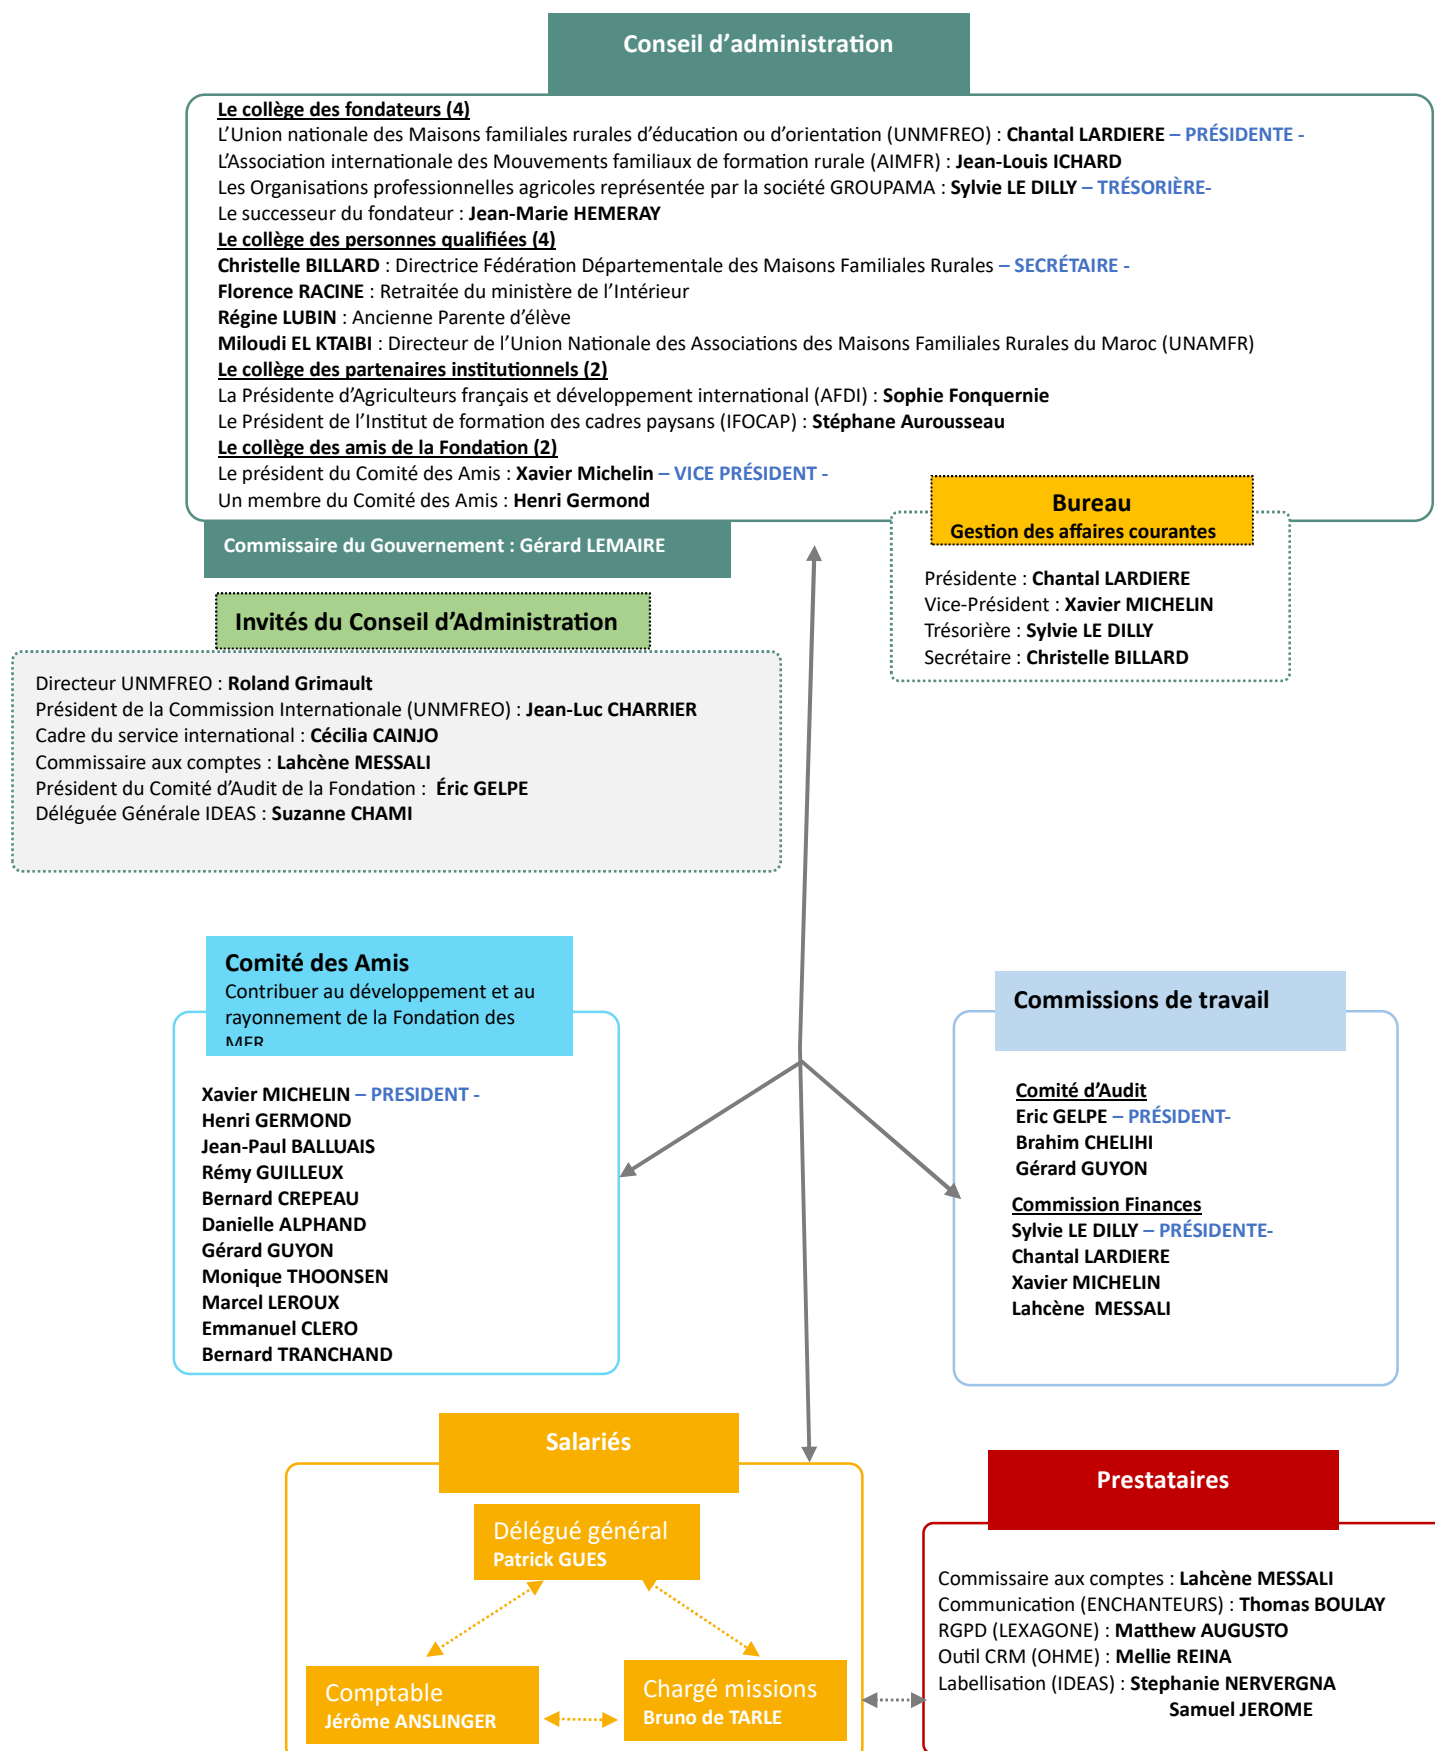 Conseil d’administration
Le collège des fondateurs (4)
L’Union nationale des Maisons familiales rurales d’éducation ou d’orientation (UNMFREO) : Chantal LARDIERE – PRÉSIDENTE -
L’Association internationale des Mouvements familiaux de formation rurale (AIMFR) : Jean-Louis ICHARD
Les Organisations professionnelles agricoles représentée par la société GROUPAMA : Sylvie LE DILLY – TRÉSORIÈRE-
Le successeur du fondateur : Jean-Marie HEMERAY
Le collège des personnes qualifiées (4)
Christelle BILLARD : Directrice Fédération Départementale des Maisons Familiales Rurales – SECRÉTAIRE -
Florence RACINE : Retraitée du ministère de l’Intérieur
Régine LUBIN : Ancienne Parente d’élève
Miloudi EL KTAIBI : Directeur de l’Union Nationale des Associations des Maisons Familiales Rurales du Maroc (UNAMFR)
Le collège des partenaires institutionnels (2)
La Présidente d’Agriculteurs français et développement international (AFDI) : Sophie Fonquernie
Le Président de l’Institut de formation des cadres paysans (IFOCAP) : Stéphane Aurousseau
Le collège des amis de la Fondation (2)
Le président du Comité des Amis : Xavier Michelin – VICE PRÉSIDENT -
Un membre du Comité des Amis : Henri Germond
Commissaire du Gouvernement : Gérard LEMAIRE
Bureau
Gestion des affaires courantes
Présidente : Chantal LARDIERE
Vice-Président : Xavier MICHELIN
Trésorière : Sylvie LE DILLY
Secrétaire : Christelle BILLARD
Invités du Conseil d’Administration
Directeur UNMFREO : Roland Grimault
Président de la Commission Internationale (UNMFREO) : Jean-Luc CHARRIER
Cadre du service international : Cécilia CAINJO
Commissaire aux comptes : Lahcène MESSALI
Président du Comité d’Audit de la Fondation : Éric GELPE
Déléguée Générale IDEAS : Suzanne CHAMI
Comité des Amis
Contribuer au développement et au
rayonnement de la Fondation des
MFR
Xavier MICHELIN – PRESIDENT -
Henri GERMOND
Jean-Paul BALLUAIS
Rémy GUILLEUX
Bernard CREPEAU
Danielle ALPHAND
Gérard GUYON
Monique THOONSEN
Marcel LEROUX
Emmanuel CLERO
Bernard TRANCHAND
Commissions de travail
Comité d’Audit
Eric GELPE – PRÉSIDENT-
Brahim CHELIHI
Gérard GUYON
Commission Finances
Sylvie LE DILLY – PRÉSIDENTE-
Chantal LARDIERE
Xavier MICHELIN
Lahcène MESSALI
Salariés
Délégué général
Patrick GUES
Comptable
Jérôme ANSLINGER
Chargé missions
Bruno de TARLE
Prestataires
Commissaire aux comptes : Lahcène MESSALI
Communication (ENCHANTEURS) : Thomas BOULAY
RGPD (LEXAGONE) : Matthew AUGUSTO
Outil CRM (OHME) : Mellie REINA
Labellisation (IDEAS) : Stephanie NERVERGNA
Samuel JEROME